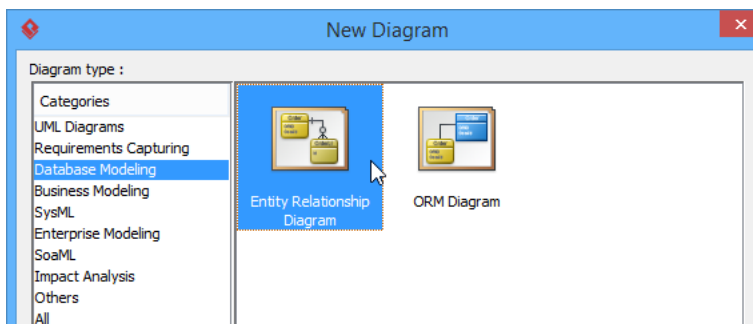 New Diagram
Diagram type :
Categories
UML Diagrams
Requirements Capturing
Database Modeling
Business Modeling
SysML
Enterprise Modeling
SoaML
Impact Analysis
Others
All
Entity Relationship
Diagram
ORM Diagram